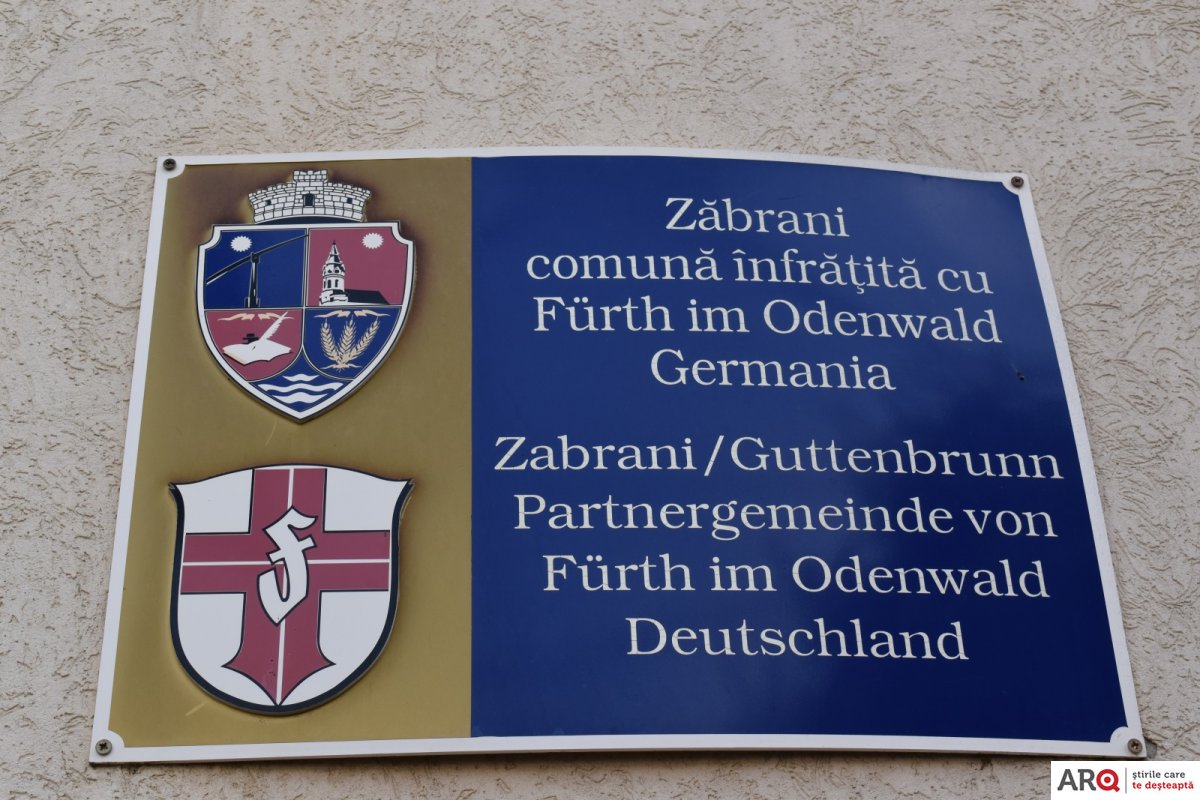 Zăbrani
comună înfrăţită cu
Fürth im Odenwald
Germania
Zabrani/Guttenbrunn
Partnergemeinde von
Fürth im Odenwald
Deutschland
F
ARQ
știrile care
te deșteaptă